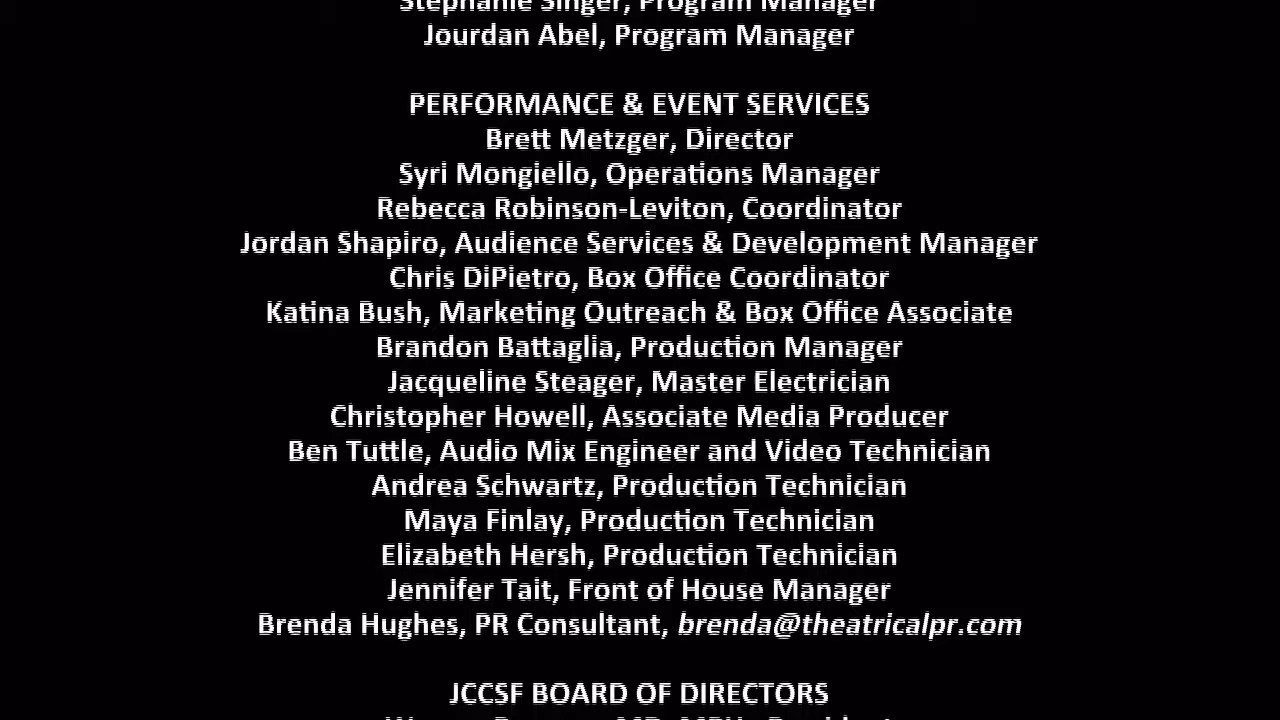 Stephanie Singer, Program Manager
Jourdan Abel, Program Manager
PERFORMANCE & EVENT SERVICES
Brett Metzger, Director
Syri Mongiello, Operations Manager
Rebecca Robinson-Leviton, Coordinator
Jordan Shapiro, Audience Services & Development Manager
Chris DiPietro, Box Office Coordinator
Katina Bush, Marketing Outreach & Box Office Associate
Brandon Battaglia, Production Manager
Jacqueline Steager, Master Electrician
Christopher Howell, Associate Media Producer
Ben Tuttle, Audio Mix Engineer and Video Technician
Andrea Schwartz, Production Technician
Maya Finlay, Production Technician
Elizabeth Hersh, Production Technician
Jennifer Tait, Front of House Manager
Brenda Hughes, PR Consultant, brenda@theatricalpr.com
JCCSF BOARD OF DIRECTORS